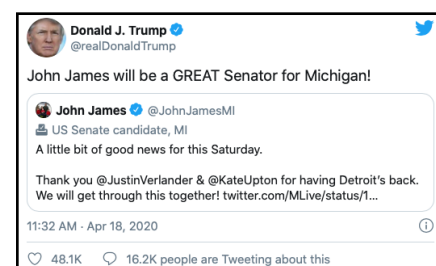 Donald J. Trump
@realDonaldTrump
John James will be a GREAT Senator for Michigan!
John James @JohnJamesMI
US Senate candidate, MI
A little bit of good news for this Saturday.
Thank you @JustinVerlander & @KateUpton for having Detroit's back.
We will get through this together! twitter.com/MLive/status/1...
11:32 AM · Apr 18, 2020
48.1K 16.2K people are Tweeting about this